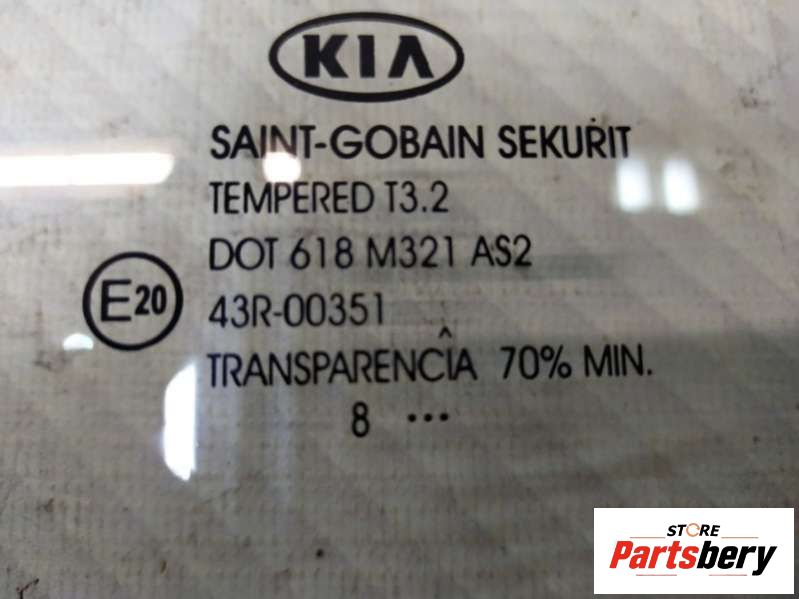 KIA
SAINT-GOBAIN SEKURIT
TEMPERED T3.2
DOT 618 M321 AS2
E20 43R-00351
TRANSPARENCÎA 70% MIN.
8 •••
STORE
Partsbery